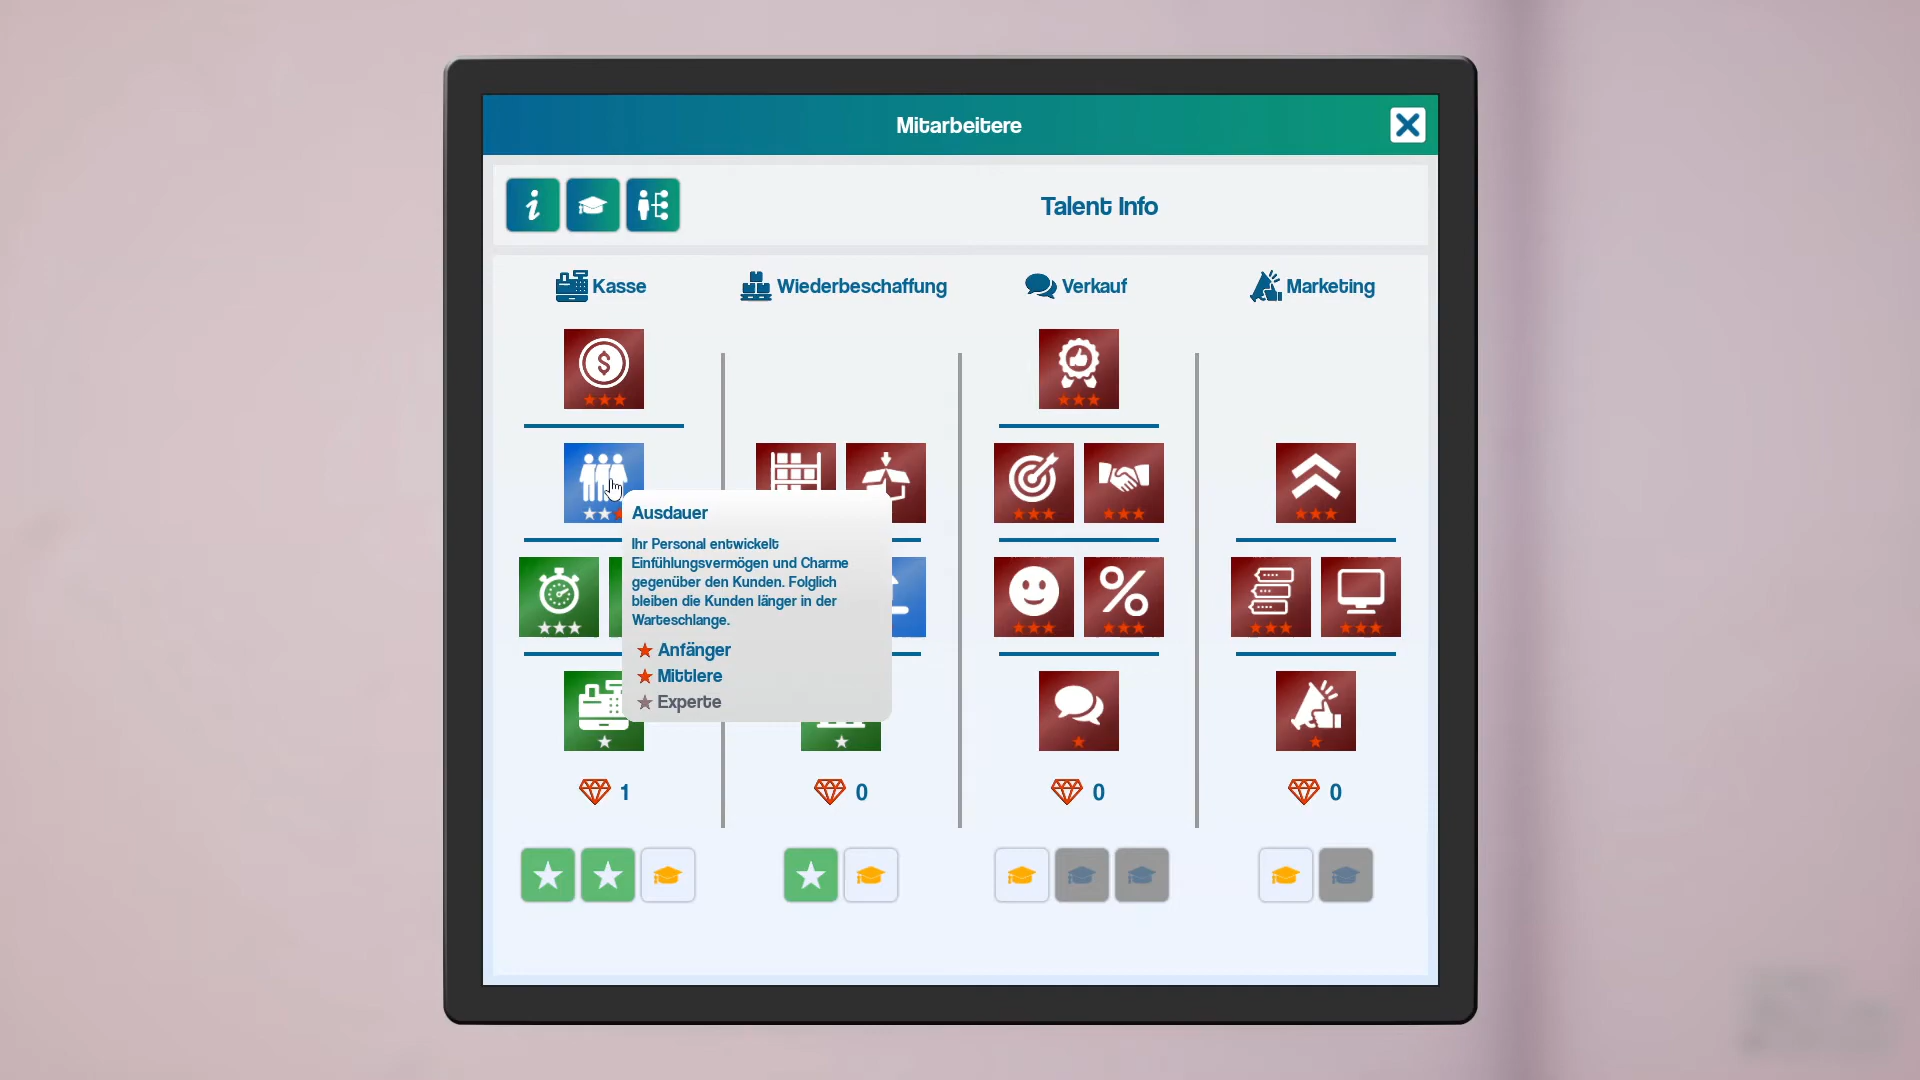 Mitarbeitere
Talent Info
Kasse
Wiederbeschaffung
Verkauf
Marketing
Ausdauer
Ihr Personal entwickelt
Einfühlungsvermögen und Charme
gegenüber den Kunden. Folglich
bleiben die Kunden länger in der
Warteschlange.
Anfänger
Mittlere
Experte
1
0
0
0